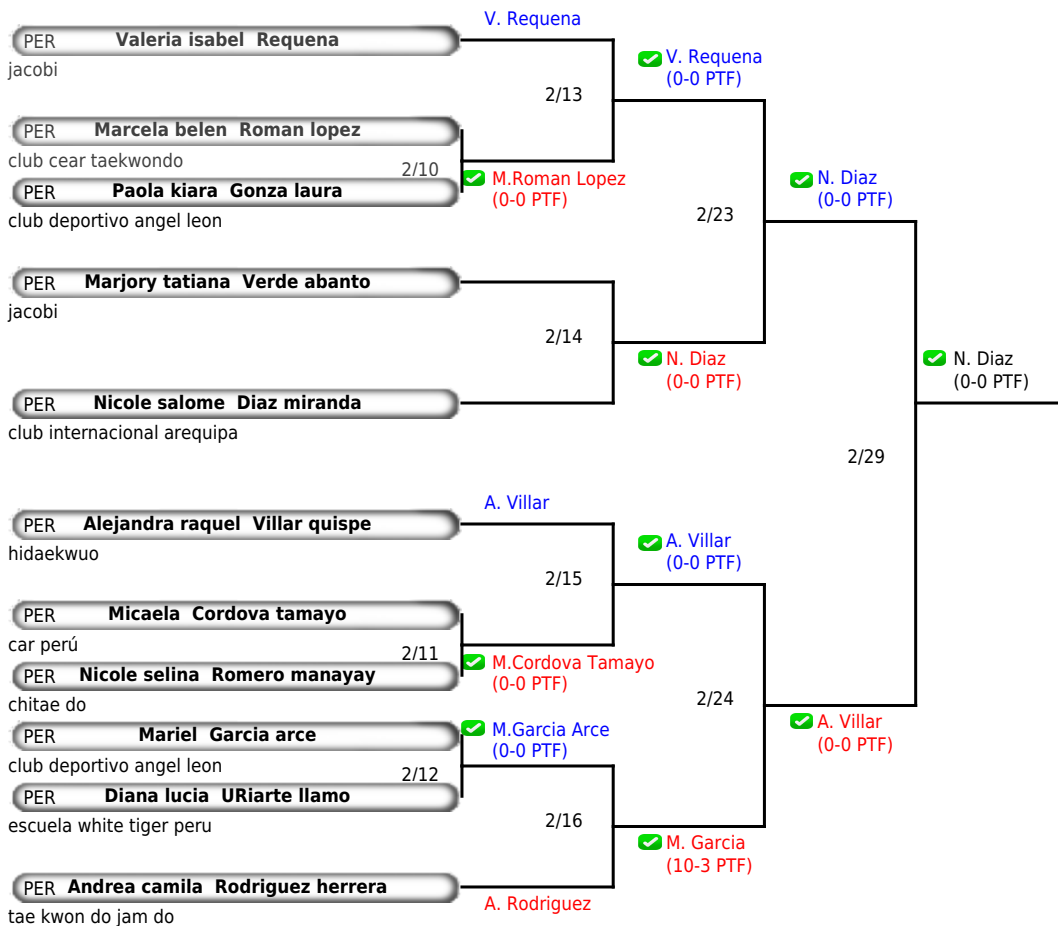 V. Requena
PER Valeria isabel Requena
jacobi
V. Requena
(0-0 PTF)
2/13
PER Marcela belen Roman lopez
club cear taekwondo
2/10
M.Roman Lopez
(0-0 PTF)
PER Paola kiara Gonza laura
club deportivo angel leon
N. Diaz
(0-0 PTF)
2/23
PER Marjory tatiana Verde abanto
jacobi
2/14
N. Diaz
(0-0 PTF)
N. Diaz
(0-0 PTF)
PER Nicole salome Diaz miranda
club internacional arequipa
2/29
A. Villar
PER Alejandra raquel Villar quispe
hidaekwuo
A. Villar
(0-0 PTF)
2/15
PER Micaela Cordova tamayo
car perú
2/11
M.Cordova Tamayo
(0-0 PTF)
PER Nicole selina Romero manayay
chitae do
2/24
PER Mariel Garcia arce
club deportivo angel leon
M.Garcia Arce
(0-0 PTF)
A. Villar
(0-0 PTF)
2/12
PER Diana lucia URiarte llamo
escuela white tiger peru
2/16
M. Garcia
(10-3 PTF)
PER Andrea camila Rodriguez herrera
tae kwon do jam do
A. Rodriguez